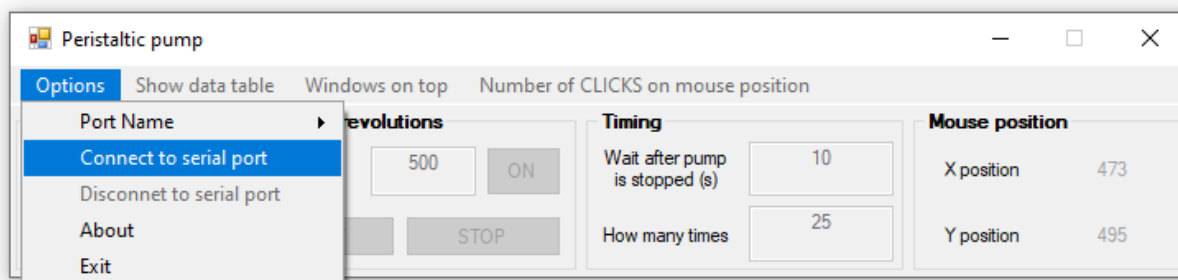 Peristaltic pump
Options Show data table Windows on top Number of CLICKS on mouse position
Port Name
Connect to serial port
Disconnet to serial port
About
Exit
revolutions
500 ON
STOP
Timing
Wait after pump
is stopped (s)
10
How many times 25
Mouse position
X position 473
Y position 495